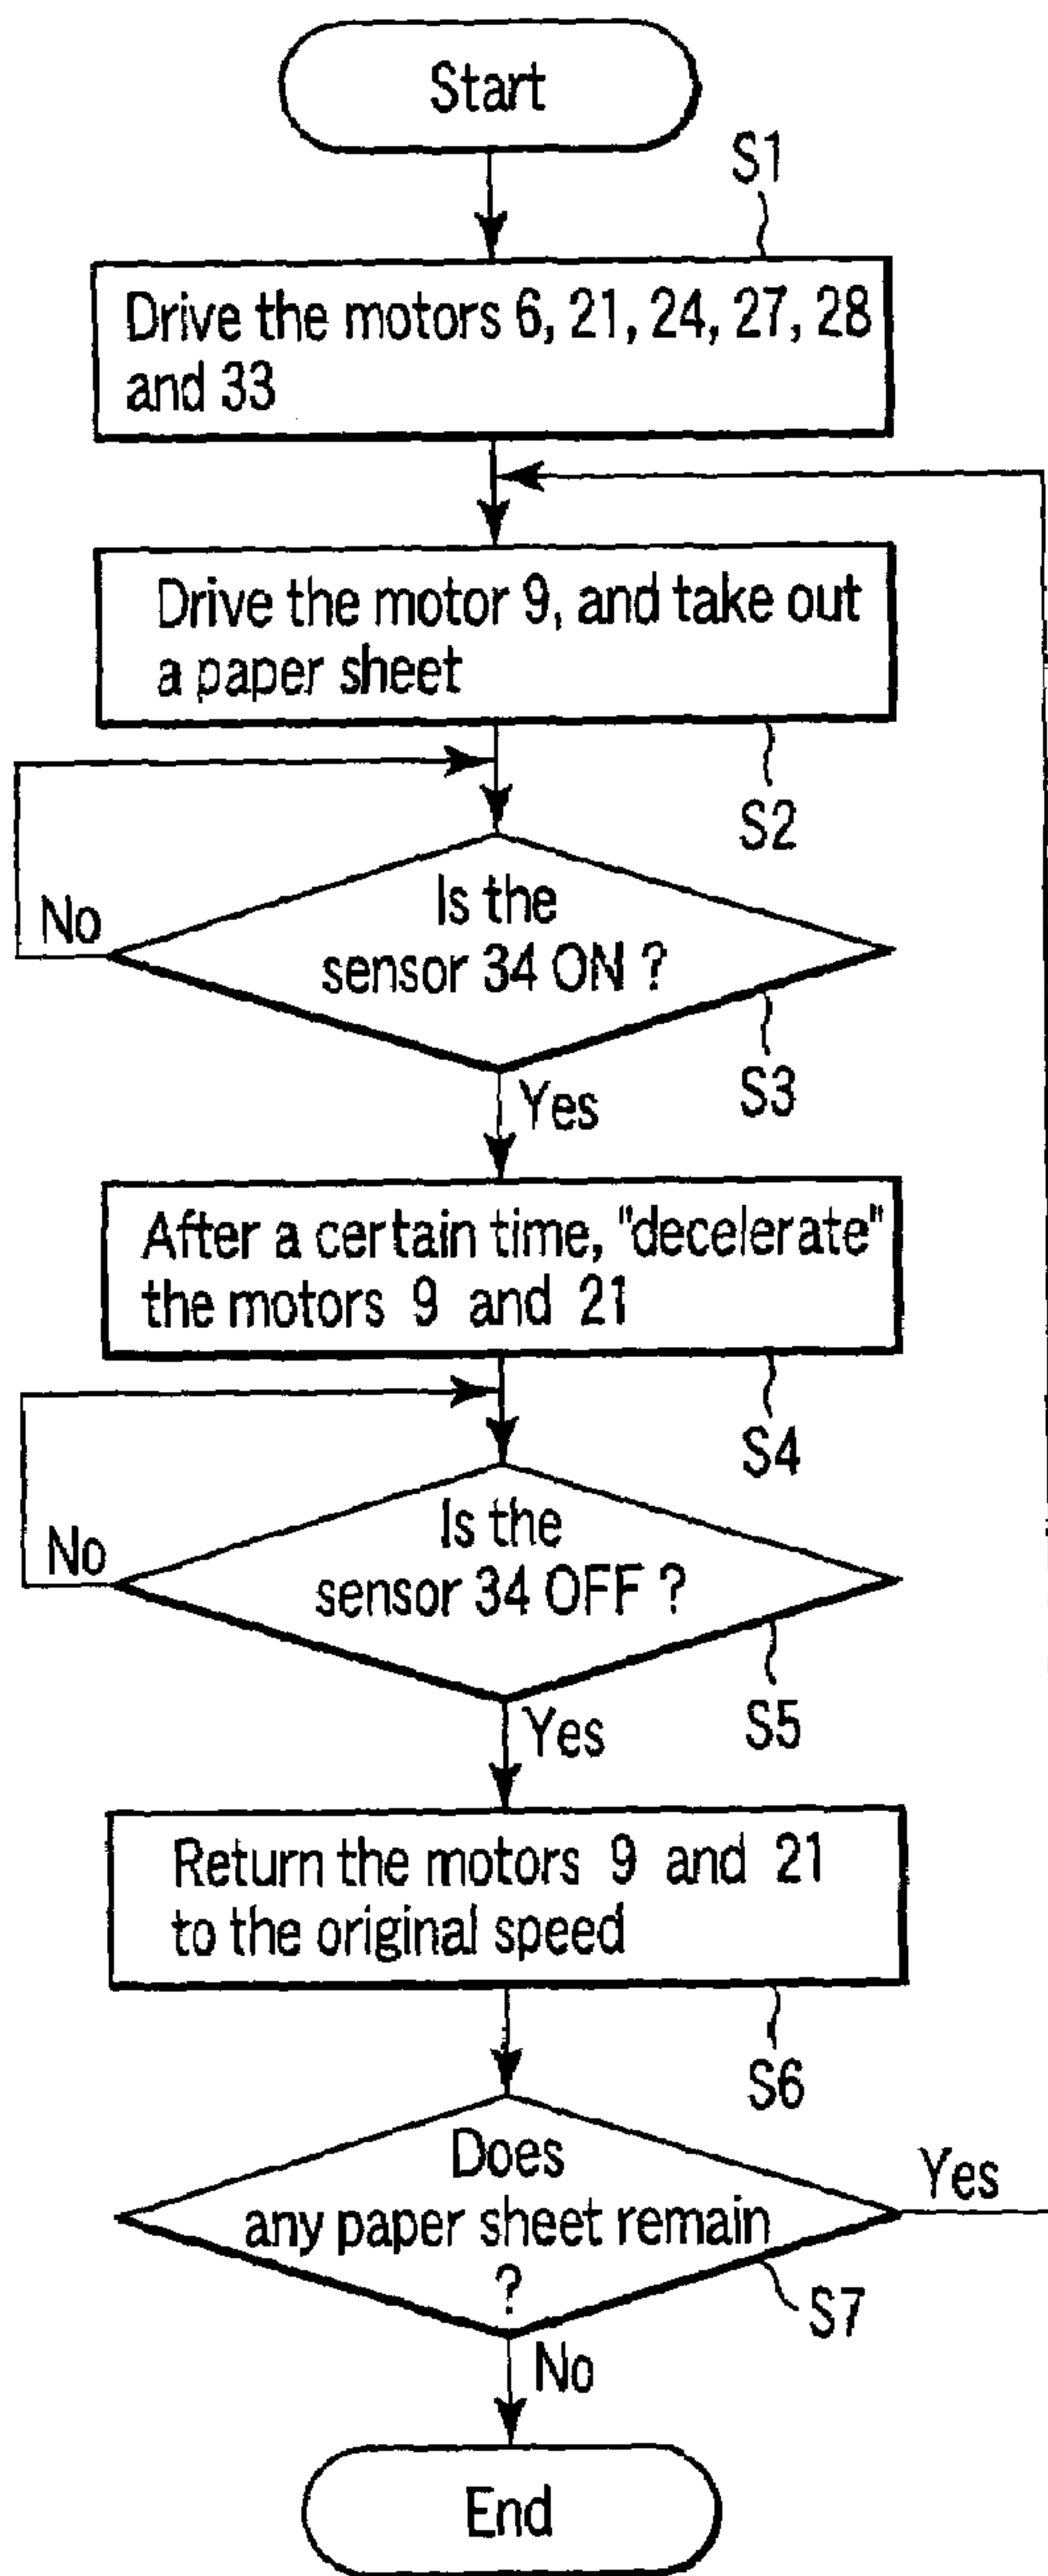 Start
S1
Drive the motors 6, 21, 24, 27, 28
and 33
Drive the motor 9, and take out
a paper sheet
S2
Is the
sensor 34 ON ?
No
S3
Yes
After a certain time, "decelerate"
the motors 9 and 21
S4
Is the
sensor 34 OFF ?
No
S5
Yes
Return the motors 9 and 21
to the original speed
S6
Does
any paper sheet remain
?
Yes
S7
No
End